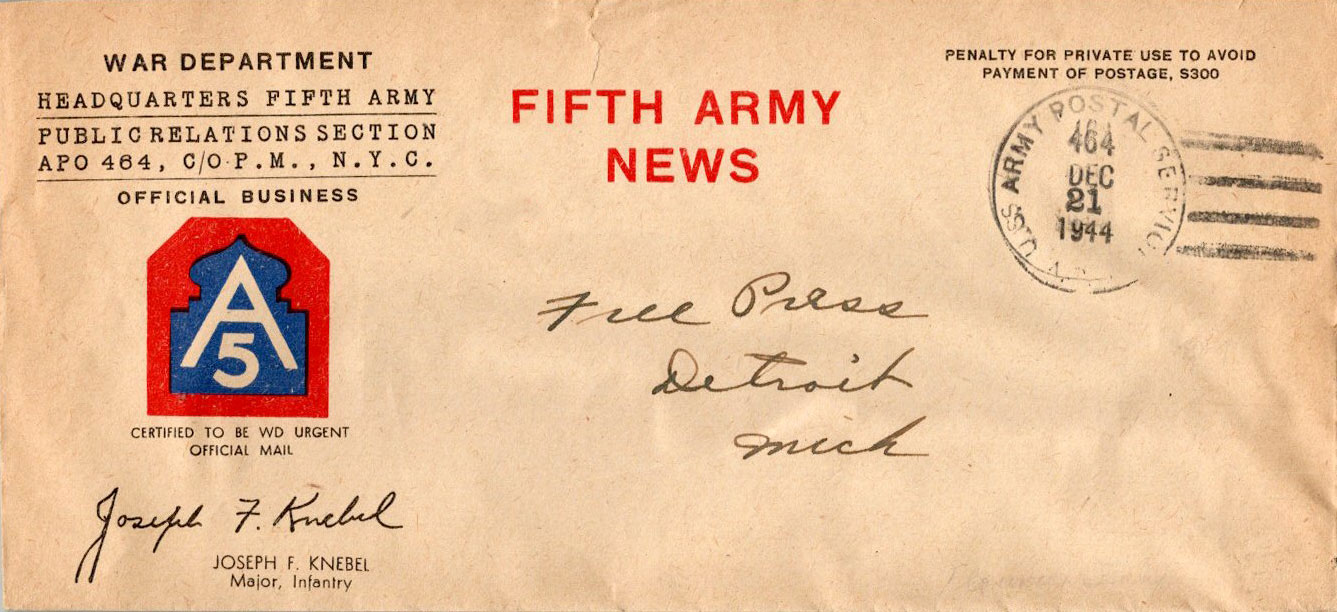 WAR DEPARTMENT
HEADQUARTERS FIFTH ARMY
PUBLIC RELATIONS SECTION
APO 464, C/O P.M., N.Y.C.
OFFICIAL BUSINESS
A
5
CERTIFIED TO BE WD URGENT
OFFICIAL MAIL
Joseph F. Knebel
JOSEPH F. KNEBEL
Major, Infantry
FIFTH ARMY
NEWS
PENALTY FOR PRIVATE USE TO AVOID
PAYMENT OF POSTAGE, $300
U.S. ARMY POSTAL SERVICE
464
DEC
21
1944
Free Press
Detroit
Mich